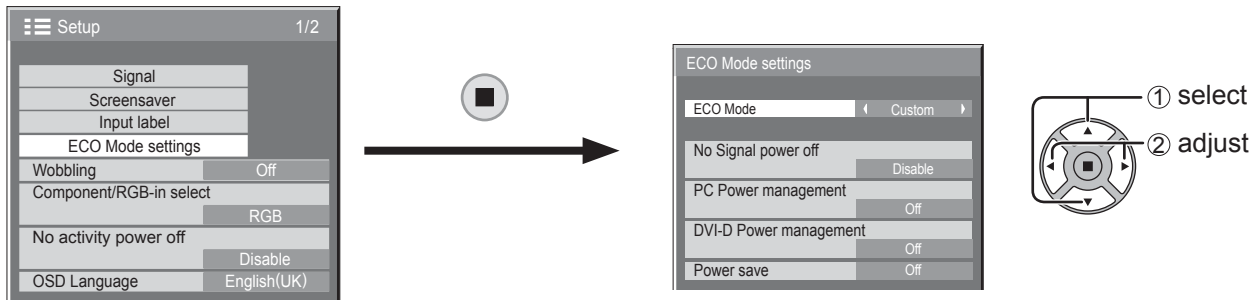 Setup 1/2
Signal
Screensaver
Input label
ECO Mode settings
Wobbling Off
Component/RGB-in select
RGB
No activity power off
Disable
OSD Language English(UK)
ECO Mode settings
ECO Mode Custom
No Signal power off
Disable
PC Power management
Off
DVI-D Power management
Off
Power save Off
① select
② adjust